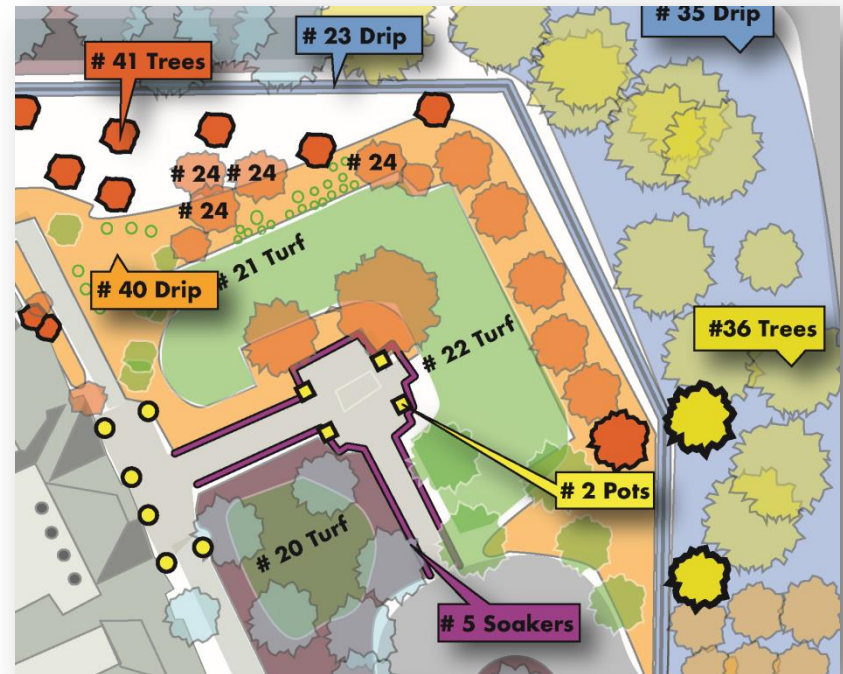 # 35 Drip
# 23 Drip
# 41 Trees
# 24
# 24
# 24
# 24
# 21 Turf
# 40 Drip
# 22 Turf
#36 Trees
# 2 Pots
# 20 Turf
# 5 Soakers